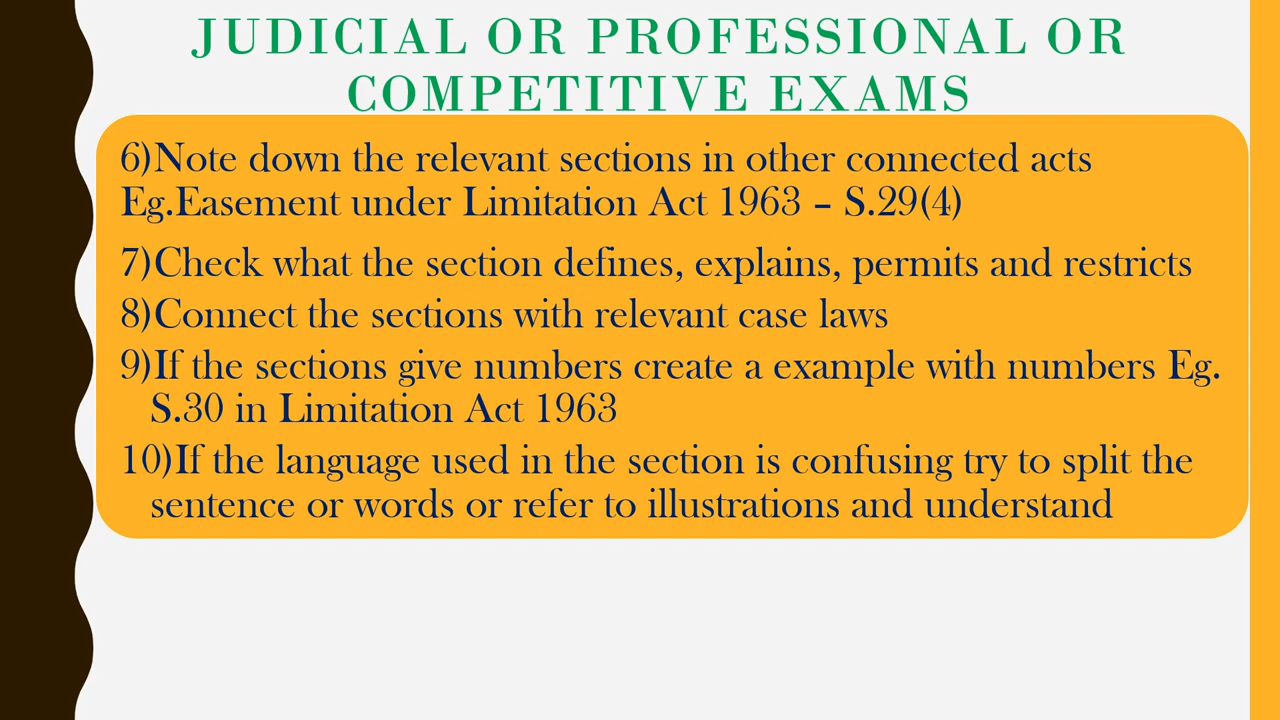 JUDICIAL OR PROFESSIONAL OR
COMPETITIVE EXAMS
6)Note down the relevant sections in other connected acts
Eg.Easement under Limitation Act 1963 – S.29(4)
7)Check what the section defines, explains, permits and restricts
8)Connect the sections with relevant case laws
9)If the sections give numbers create a example with numbers Eg.
S.30 in Limitation Act 1963
10)If the language used in the section is confusing try to split the
sentence or words or refer to illustrations and understand